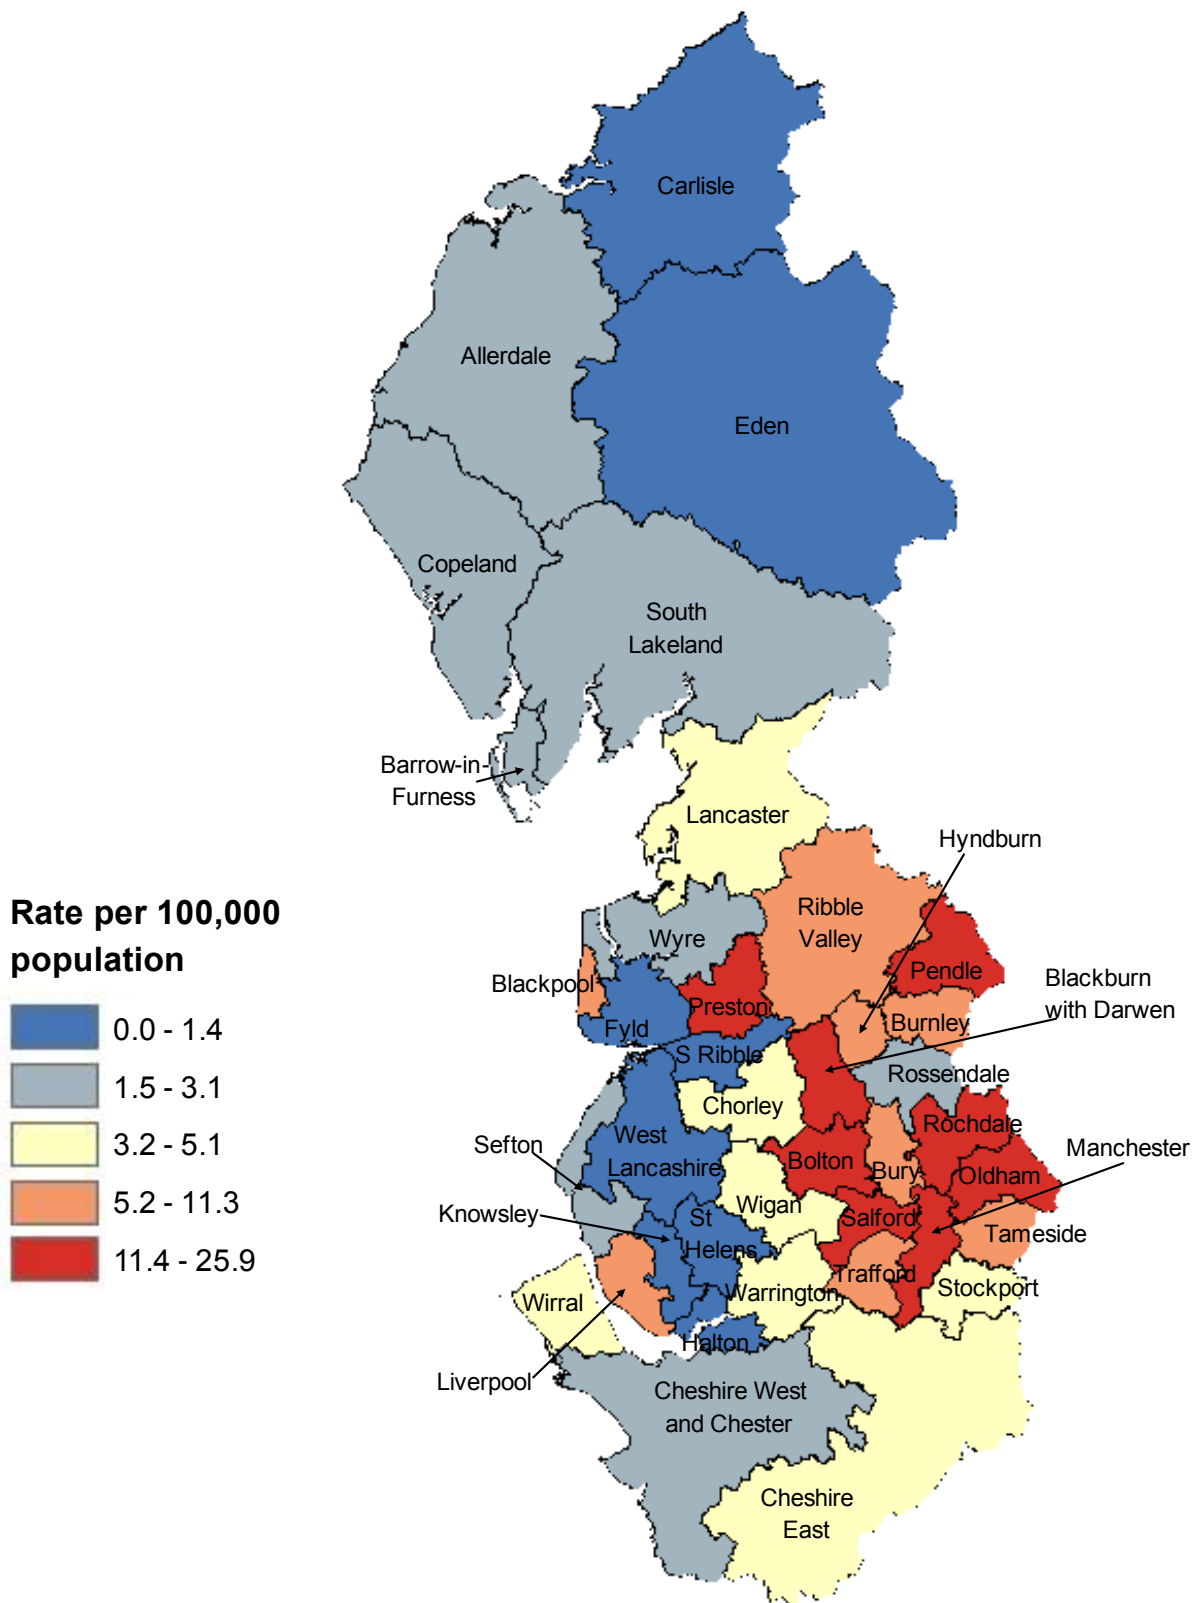 Carlisle
Allerdale
Eden
Copeland
South
Lakeland
Barrow-in-
Furness
Lancaster
Hyndburn
Rate per 100,000
population
0.0 - 1.4
1.5 - 3.1
3.2 - 5.1
5.2 - 11.3
11.4 - 25.9
Ribble
Valley
Wyre
Pendle
Blackburn
with Darwen
Blackpool
Preston
Fyld
Burnley
S Ribble
Rossendale
Chorley
Rochdale
West
Lancashire
Sefton
Bolton
Bury
Oldham
Manchester
Wigan
Knowsley
St
Helens
Salford
Tameside
Trafford
Stockport
Warrington
Wirral
Halton
Liverpool
Cheshire West
and Chester
Cheshire
East